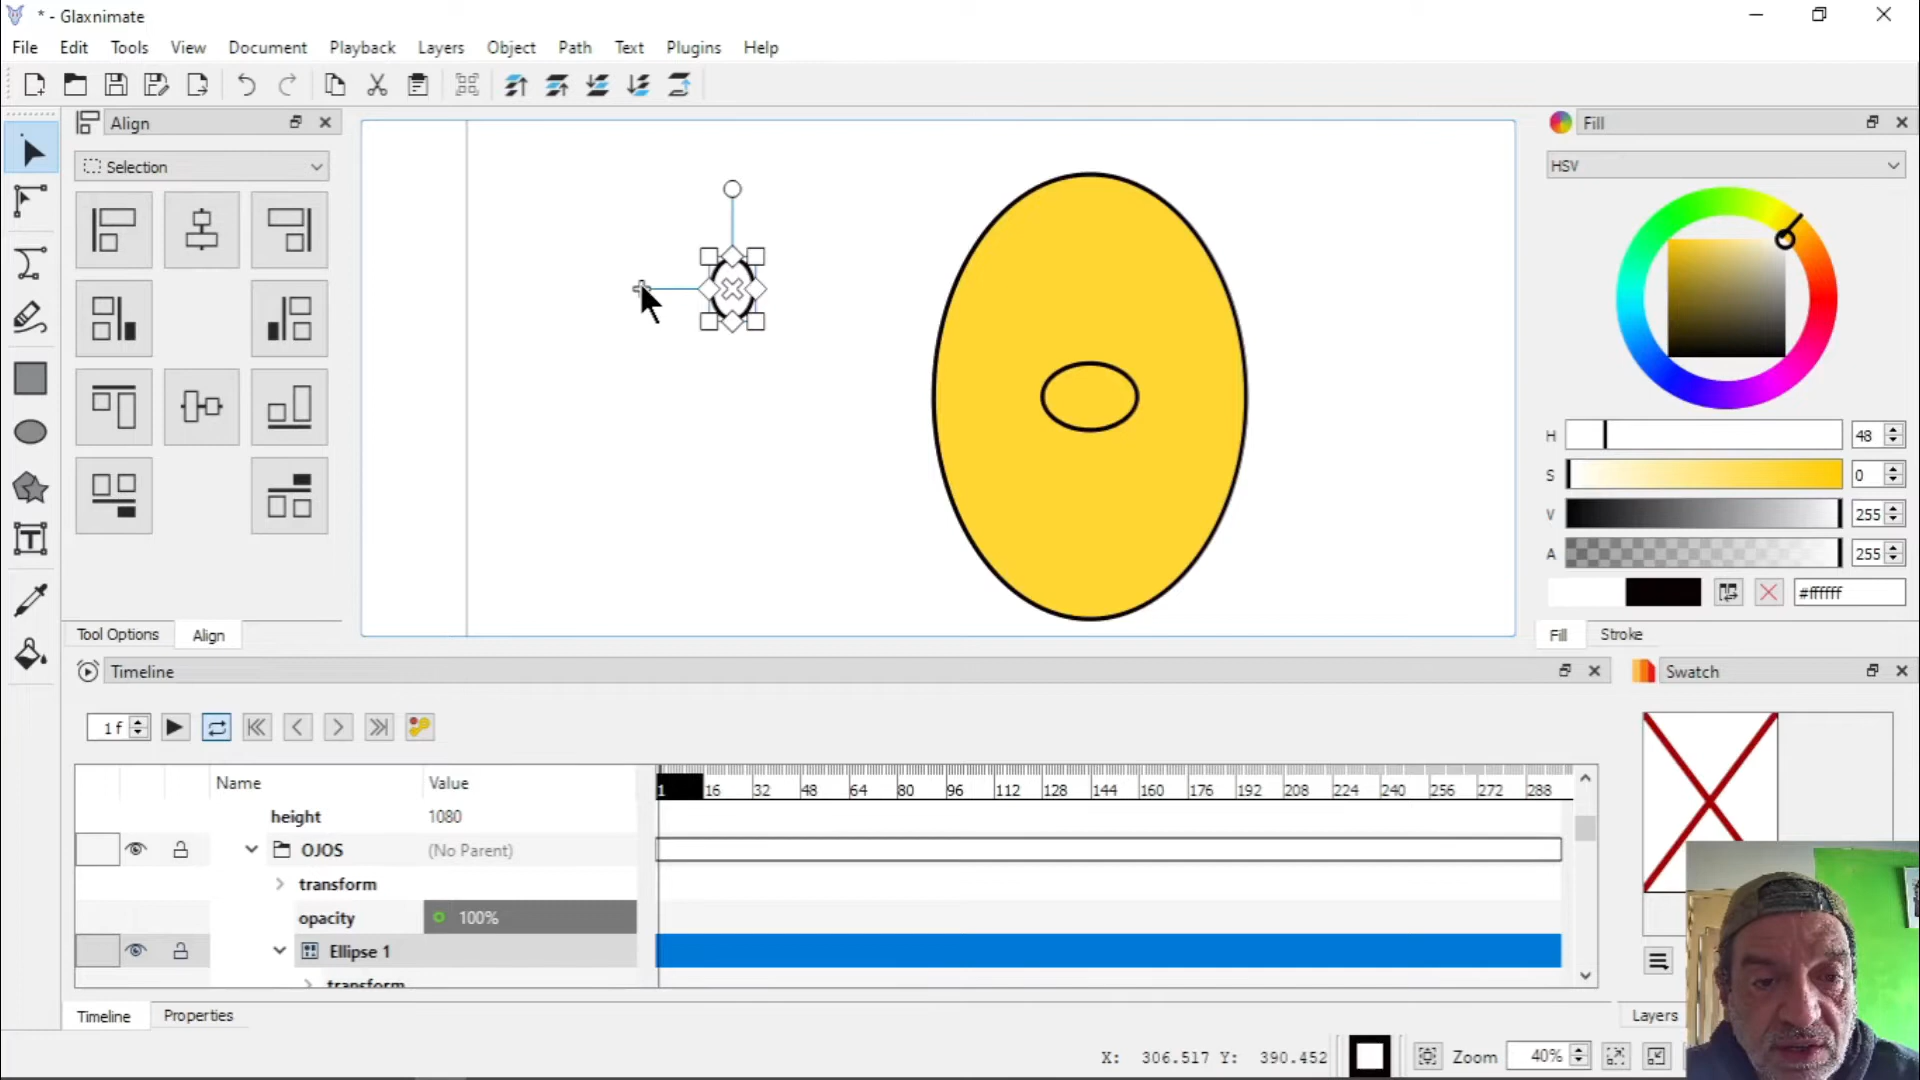 * - Glaxnimate
File Edit Tools View Document Playback Layers Object Path Text Plugins Help
Align
Fill
Selection
HSV
H 48
S 0
V 255
A 255
#ffffff
Tool Options Align
Fill Stroke
Timeline
Swatch
1 f
Name Value
1 16 32 48 64 80 96 112 128 144 160 176 192 208 224 240 256 272 288
height 1080
OJOS (No Parent)
transform
opacity 100%
Ellipse 1
transform
Timeline Properties
Layers
X: 306.517 Y: 390.452
Zoom 40%